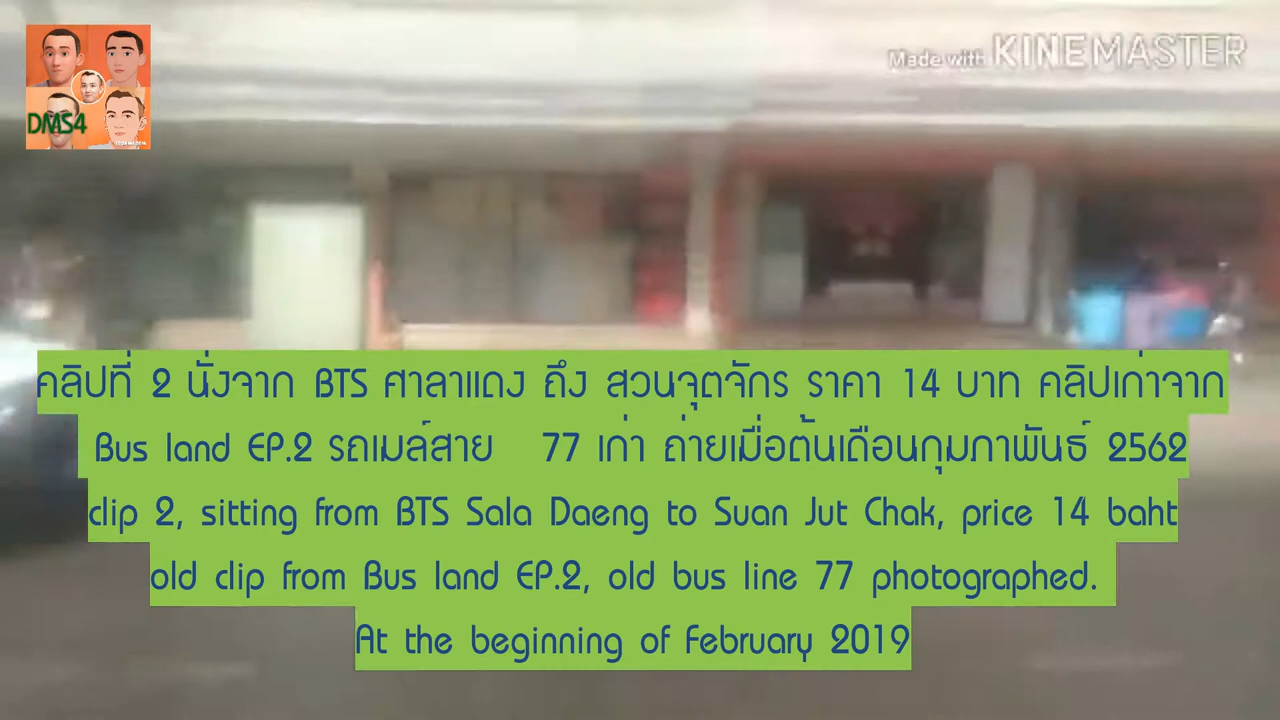 Made with KINEMASTER
DMS4
คลิปที่ 2 นั่งจาก BTS ศาลาแดง ถึง สวนจุตจักร ราคา 14 บาท คลิปเก่าจาก
Bus land EP.2 รถเมล์สาย 77 เก่า ถ่ายเมื่อต้นเดือนกุมภาพันธ์ 2562
clip 2, sitting from BTS Sala Daeng to Suan Jut Chak, price 14 baht
old clip from Bus land EP.2, old bus line 77 photographed.
At the beginning of February 2019